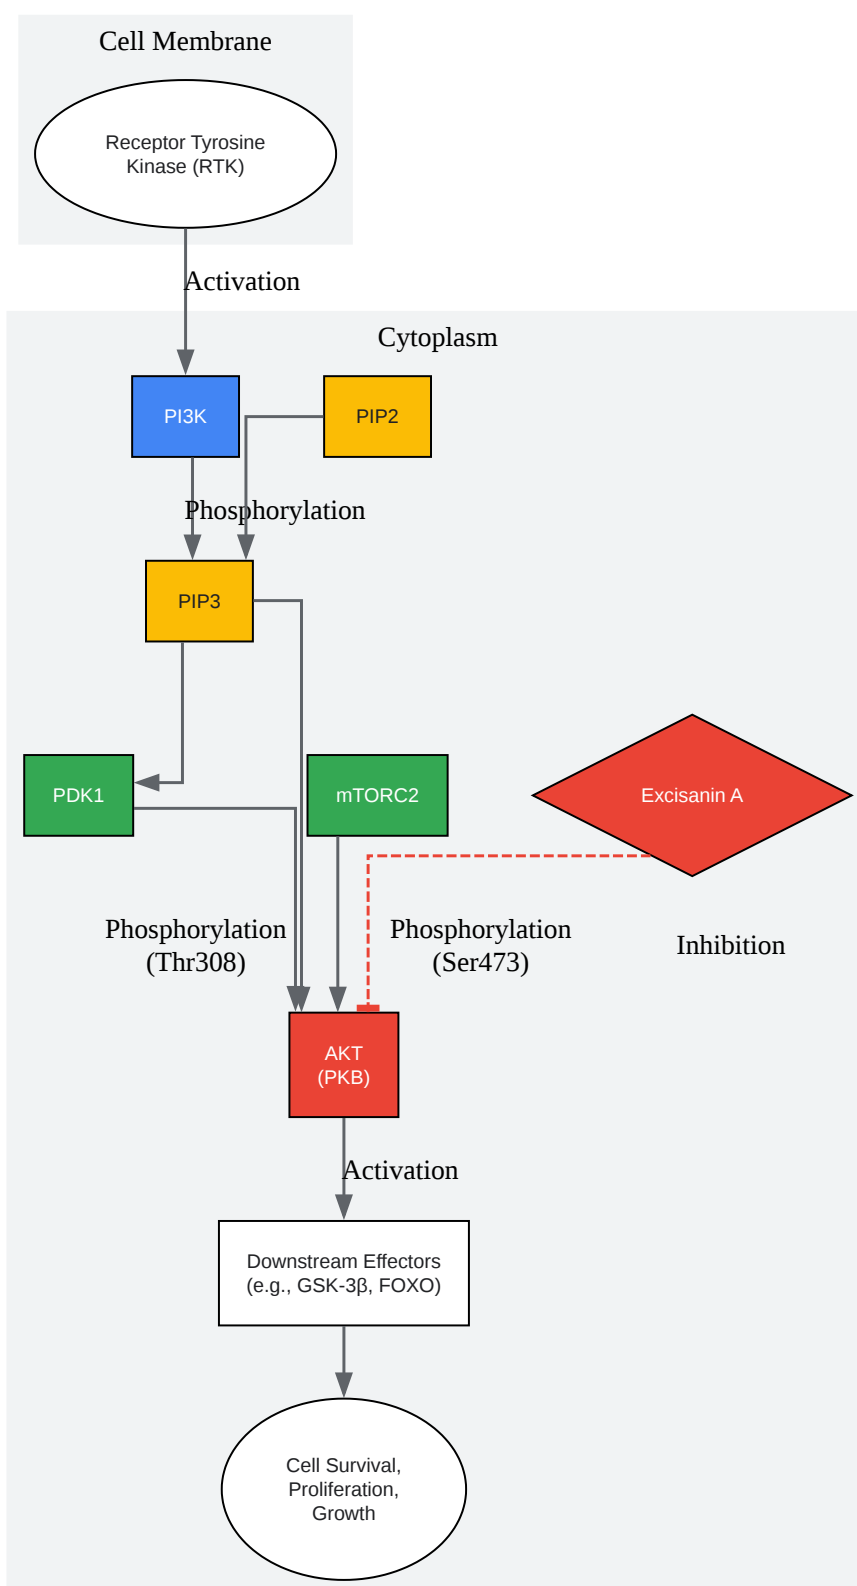 Cell Membrane
Receptor Tyrosine
Kinase (RTK)
Activation
Cytoplasm
PI3K
PIP2
Phosphorylation
PIP3
PDK1
mTORC2
Excisanin A
Phosphorylation
(Thr308)
Phosphorylation
(Ser473)
Inhibition
AKT
(PKB)
Activation
Downstream Effectors
(e.g., GSK-3β, FOXO)
Cell Survival,
Proliferation,
Growth